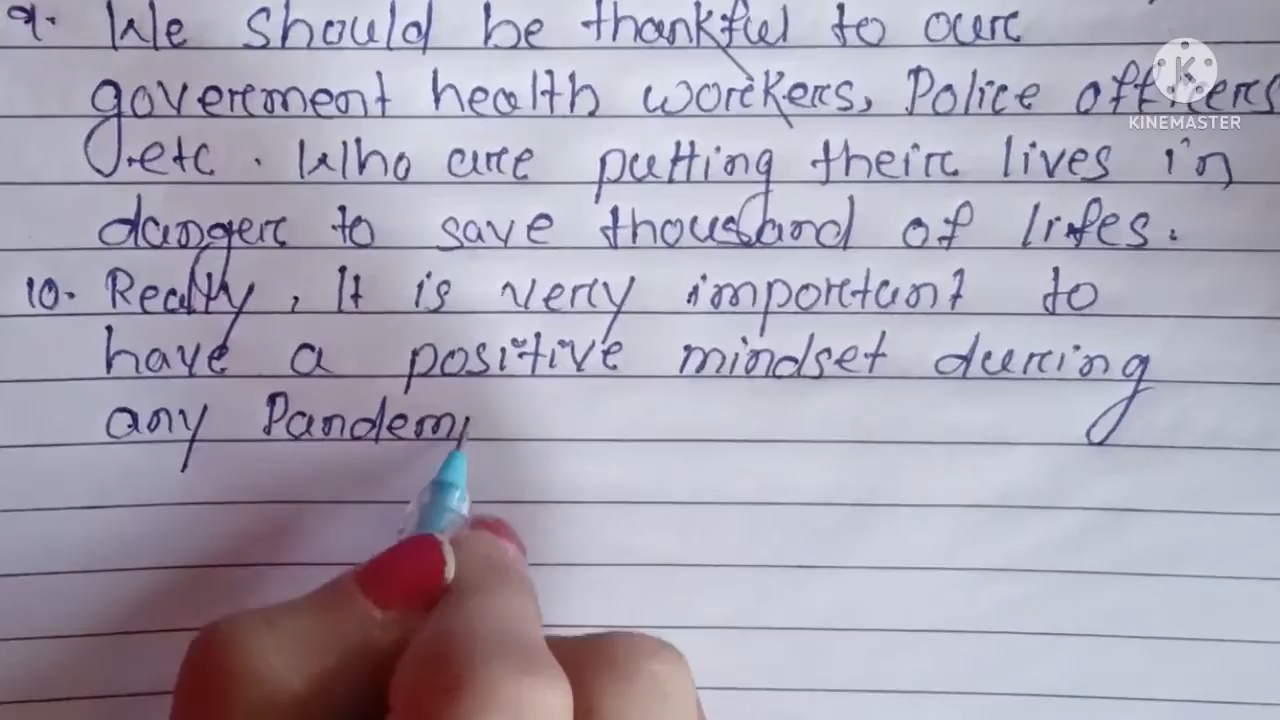 9. We should be thankful to our
goverment health workers, Police officers
etc. Who are putting their lives in
danger to save thousand of lifes.
10. Really, It is very important to
have a positive mindset during
any Pandem
K
KINEMASTER